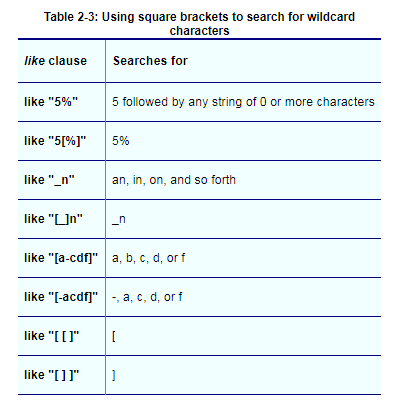 Table 2-3: Using square brackets to search for wildcard
characters
like clause Searches for
like "5%" 5 followed by any string of 0 or more characters
like "5[%]" 5%
like "_n" an, in, on, and so forth
like "[_]n" _n
like "[a-cdf]" a, b, c, d, or f
like "[-acdf]" -, a, c, d, or f
like "[ [ ]" [
like "[ ] ]" ]